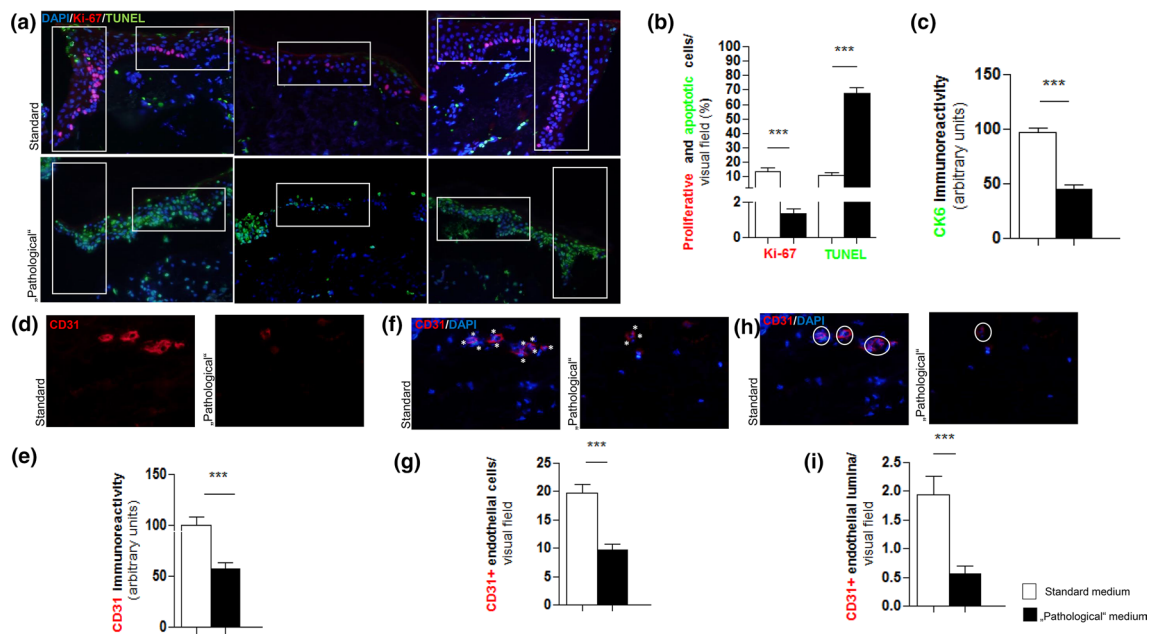 (a)
DAPI/Ki-67/TUNEL
Standard
„Pathological“
(b)
Proliferative and apoptotic cells/
visual field (%)
100
90
80
70
60
50
40
30
20
10
2
0
***
***
Ki-67
TUNEL
(c)
CK6 Immunoreactivity
(arbitrary units)
150
100
50
0
***
(d)
CD31
Standard
„Pathological“
(f)
CD31/DAPI
Standard
* * * * * * * * *
„Pathological“
* * *
(h)
CD31/DAPI
Standard
„Pathological“
(e)
CD31 Immunoreactivity
(arbitrary units)
150
100
50
0
***
(g)
CD31+ endothelial cells/
visual field
25
20
15
10
5
0
***
(i)
CD31+ endothelial lumina/
visual field
2.5
2.0
1.5
1.0
0.5
0.0
***
Standard medium
„Pathological“ medium